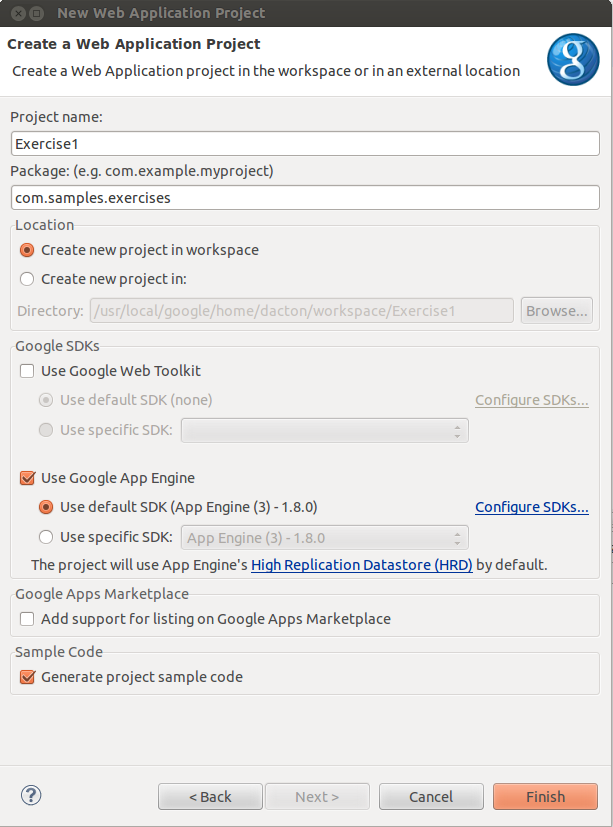 New Web Application Project
Create a Web Application Project
Create a Web Application project in the workspace or in an external location
g
Project name:
Exercise1
Package: (e.g. com.example.myproject)
com.samples.exercises
Location
Create new project in workspace
Create new project in:
Directory: /usr/local/google/home/dacton/workspace/Exercise1 Browse...
Google SDKs
Use Google Web Toolkit
Use default SDK (none) Configure SDKs...
Use specific SDK:
Use Google App Engine
Use default SDK (App Engine (3) - 1.8.0) Configure SDKs...
Use specific SDK: App Engine (3) - 1.8.0
The project will use App Engine's High Replication Datastore (HRD) by default.
Google Apps Marketplace
Add support for listing on Google Apps Marketplace
Sample Code
Generate project sample code
? < Back Next > Cancel Finish